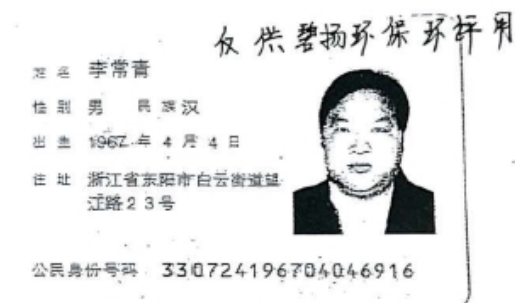 仅供碧扬环保环评用
姓名 李常青
性别 男 民族 汉
出生 1967 年 4 月 4 日
住址 浙江省东阳市白云街道望
江路23号
公民身份号码 330724196704046916